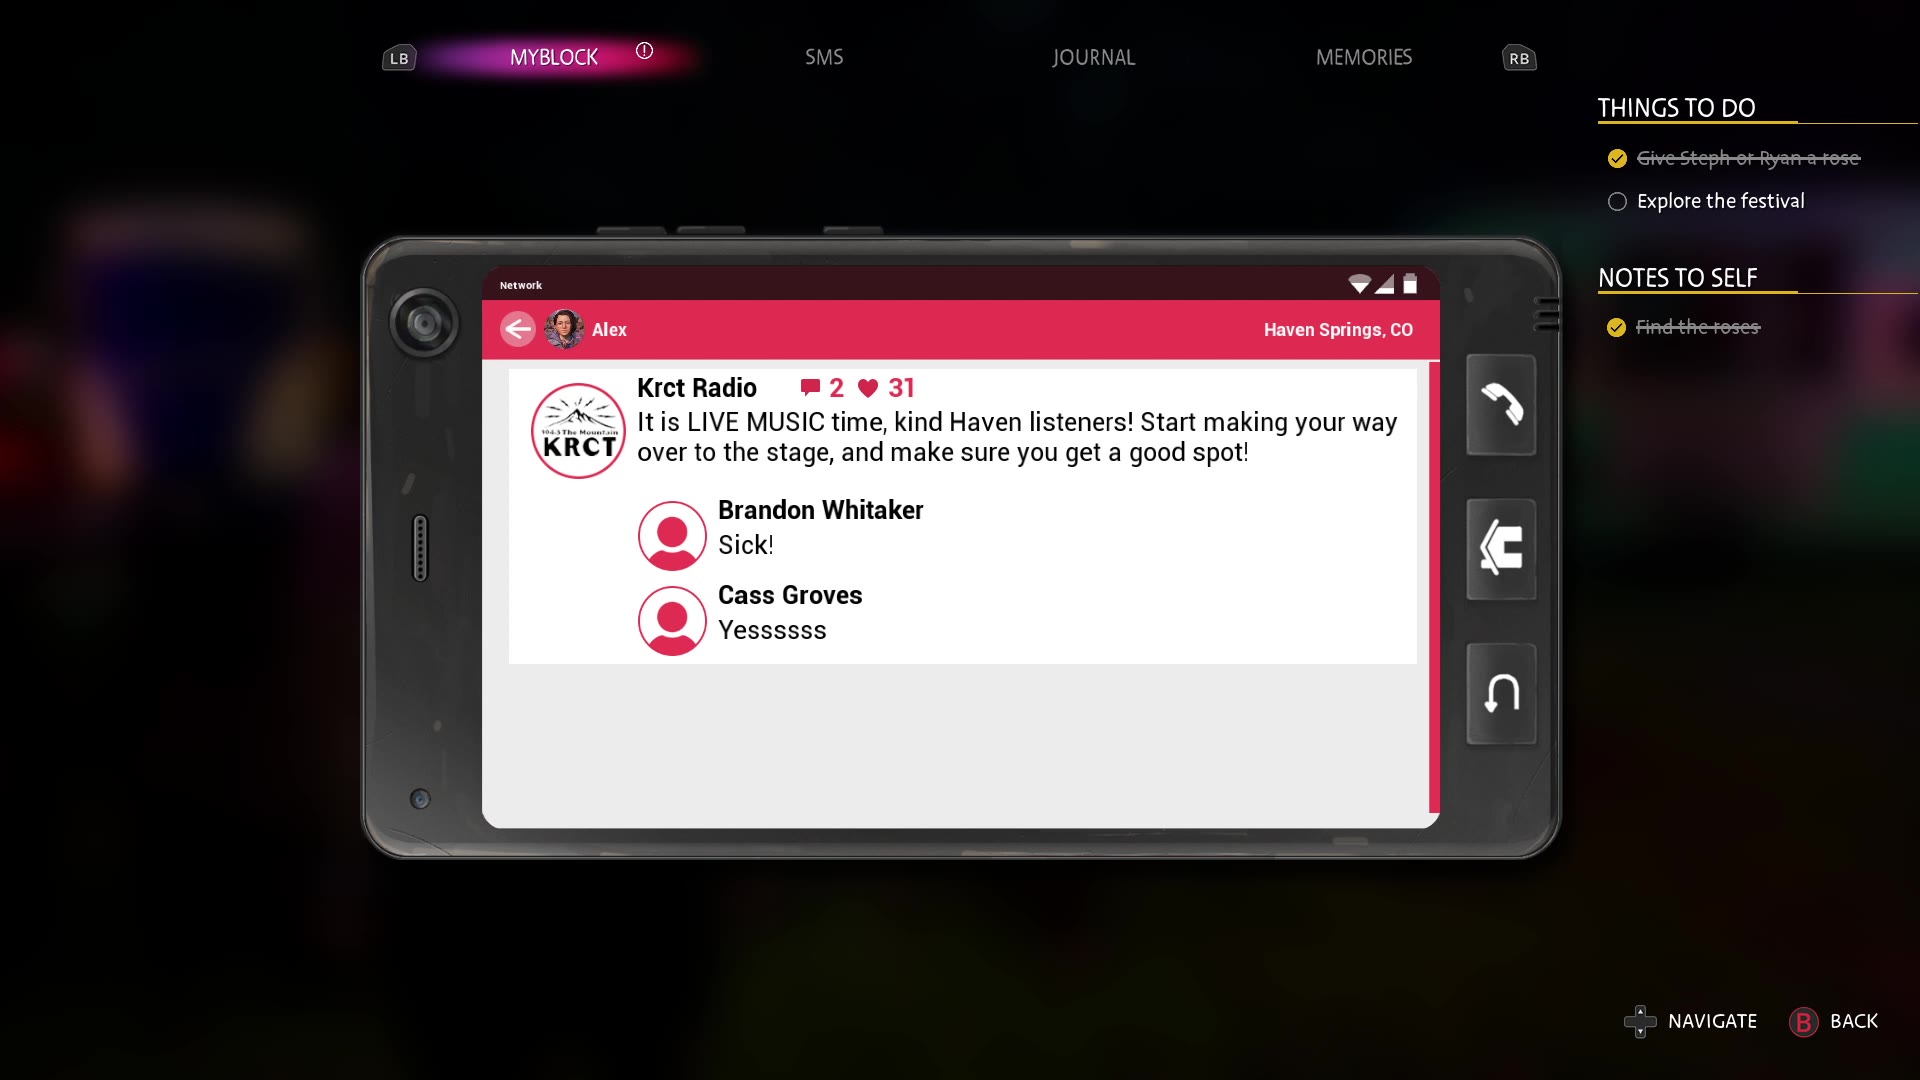 LB
MYBLOCK
SMS
JOURNAL
MEMORIES
RB
THINGS TO DO
Give Steph or Ryan a rose
Explore the festival
NOTES TO SELF
Find the roses
Network
Alex
Haven Springs, CO
Krct Radio 2 31
It is LIVE MUSIC time, kind Haven listeners! Start making your way
over to the stage, and make sure you get a good spot!
104.3 The Mountain
KRCT
Brandon Whitaker
Sick!
Cass Groves
Yessssss
NAVIGATE
B BACK